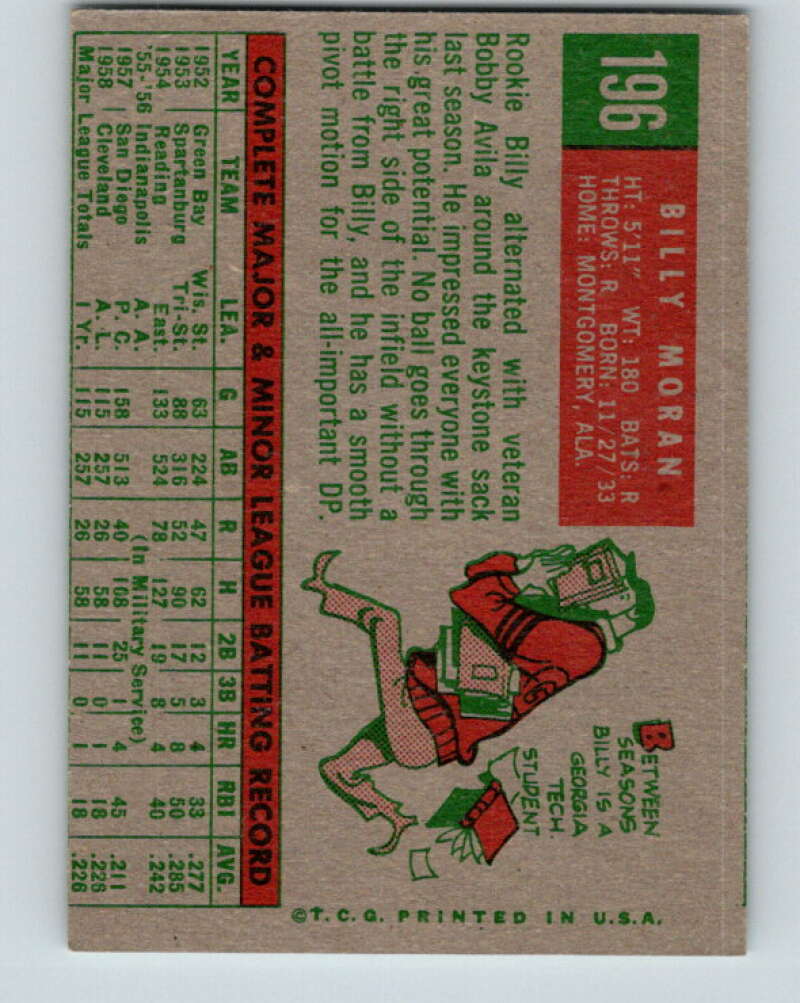 196
BILLY MORAN
HT: 5'11" WT: 180 BATS: R
THROWS: R BORN: 11/27/33
HOME: MONTGOMERY, ALA.
Rookie Billy alternated with veteran
Bobby Avila around the keystone sack
last season. He impressed everyone with
his great potential. No ball goes through
the right side of the infield without a
battle from Billy, and he has a smooth
pivot motion for the all-important DP.
BETWEEN
SEASONS
BILLY IS A
GEORGIA
TECH.
STUDENT
COMPLETE MAJOR & MINOR LEAGUE BATTING RECORD
YEAR TEAM LEA. G AB R H 2B 3B HR RBI AVG.
1952 Green Bay Wis. St. 63 224 47 62 12 3 4 33 .277
1953 Spartanburg Tri-St. 88 316 52 90 17 5 8 50 .285
1954 Reading East. 133 524 78 127 19 8 4 40 .242
'55-'56 Indianapolis A. A. (In Military Service)
1957 San Diego P. C. 158 513 40 108 25 1 4 45 .211
1958 Cleveland A. L. 115 257 26 58 11 0 1 18 .226
Major League Totals 1 Yr. 115 257 26 58 11 0 1 18 .226
©T.C.G. PRINTED IN U.S.A.